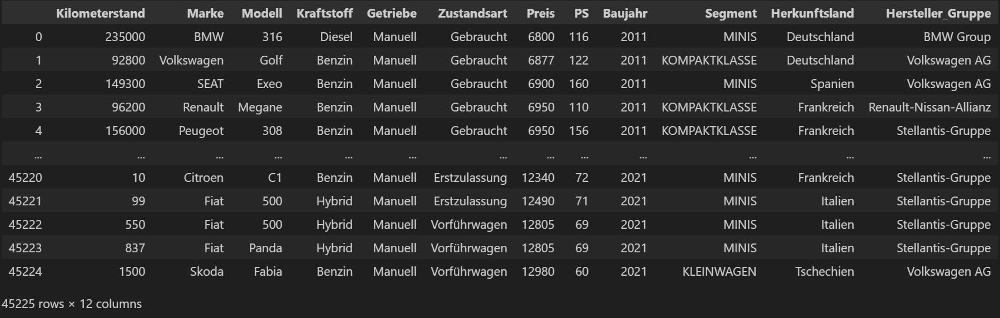 Kilometerstand Marke Modell Kraftstoff Getriebe Zustandsart Preis PS Baujahr Segment Herkunftsland Hersteller_Gruppe
0 235000 BMW 316 Diesel Manuell Gebraucht 6800 116 2011 MINIS Deutschland BMW Group
1 92800 Volkswagen Golf Benzin Manuell Gebraucht 6877 122 2011 KOMPAKTKLASSE Deutschland Volkswagen AG
2 149300 SEAT Exeo Benzin Manuell Gebraucht 6900 160 2011 MINIS Spanien Volkswagen AG
3 96200 Renault Megane Benzin Manuell Gebraucht 6950 110 2011 KOMPAKTKLASSE Frankreich Renault-Nissan-Allianz
4 156000 Peugeot 308 Benzin Manuell Gebraucht 6950 156 2011 KOMPAKTKLASSE Frankreich Stellantis-Gruppe
... ... ... ... ... ... ... ... ... ... ... ... ...
45220 10 Citroen C1 Benzin Manuell Erstzulassung 12340 72 2021 MINIS Frankreich Stellantis-Gruppe
45221 99 Fiat 500 Hybrid Manuell Erstzulassung 12490 71 2021 MINIS Italien Stellantis-Gruppe
45222 550 Fiat 500 Hybrid Manuell Vorführwagen 12805 69 2021 MINIS Italien Stellantis-Gruppe
45223 837 Fiat Panda Hybrid Manuell Vorführwagen 12805 69 2021 MINIS Italien Stellantis-Gruppe
45224 1500 Skoda Fabia Benzin Manuell Vorführwagen 12980 60 2021 KLEINWAGEN Tschechien Volkswagen AG
45225 rows × 12 columns